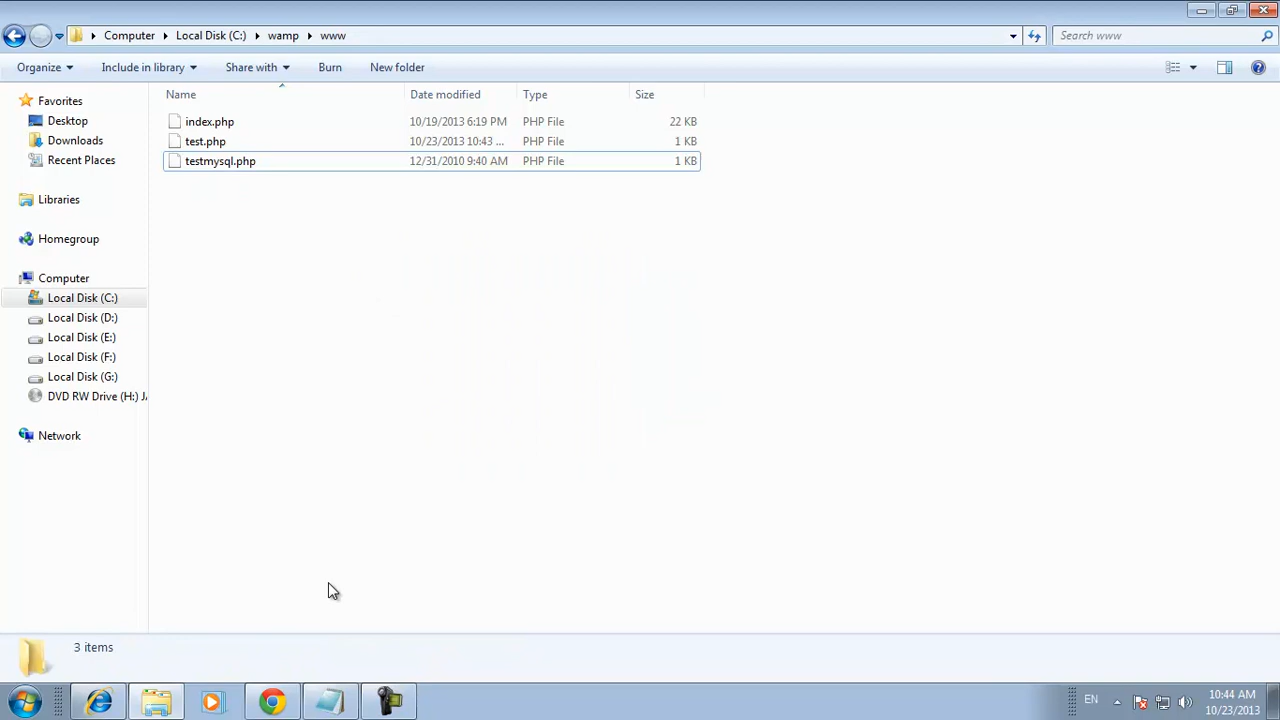 Computer Local Disk (C:) wamp www Search www
Organize Include in library Share with Burn New folder
Name Date modified Type Size
index.php 10/19/2013 6:19 PM PHP File 22 KB
test.php 10/23/2013 10:43 ... PHP File 1 KB
testmysql.php 12/31/2010 9:40 AM PHP File 1 KB
Favorites
Desktop
Downloads
Recent Places
Libraries
Homegroup
Computer
Local Disk (C:)
Local Disk (D:)
Local Disk (E:)
Local Disk (F:)
Local Disk (G:)
DVD RW Drive (H:)
Network
3 items
EN 10:44 AM
10/23/2013